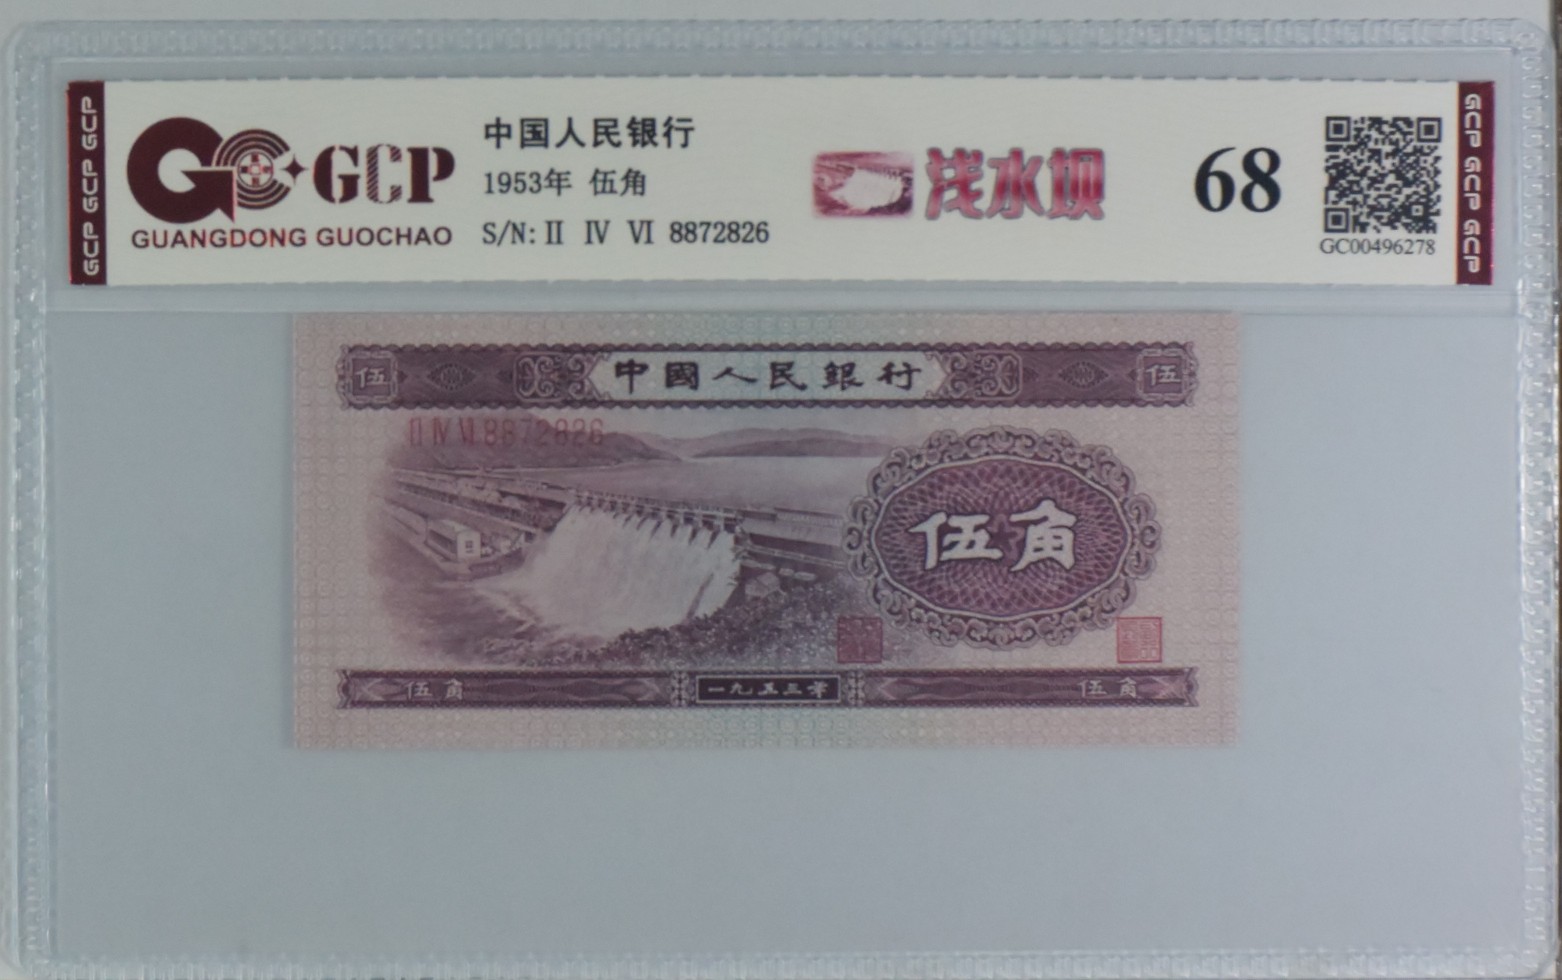 GCP GCP GCP
GCP
GUANGDONG GUOCHAO
中国人民银行
1953年 伍角
S/N: II IV VI 8872826
浅水坝
68
GC00496278
GCP GCP GCP
伍
中國人民銀行
伍
II IV VI 8872826
伍角
伍角
一九五三年
伍角